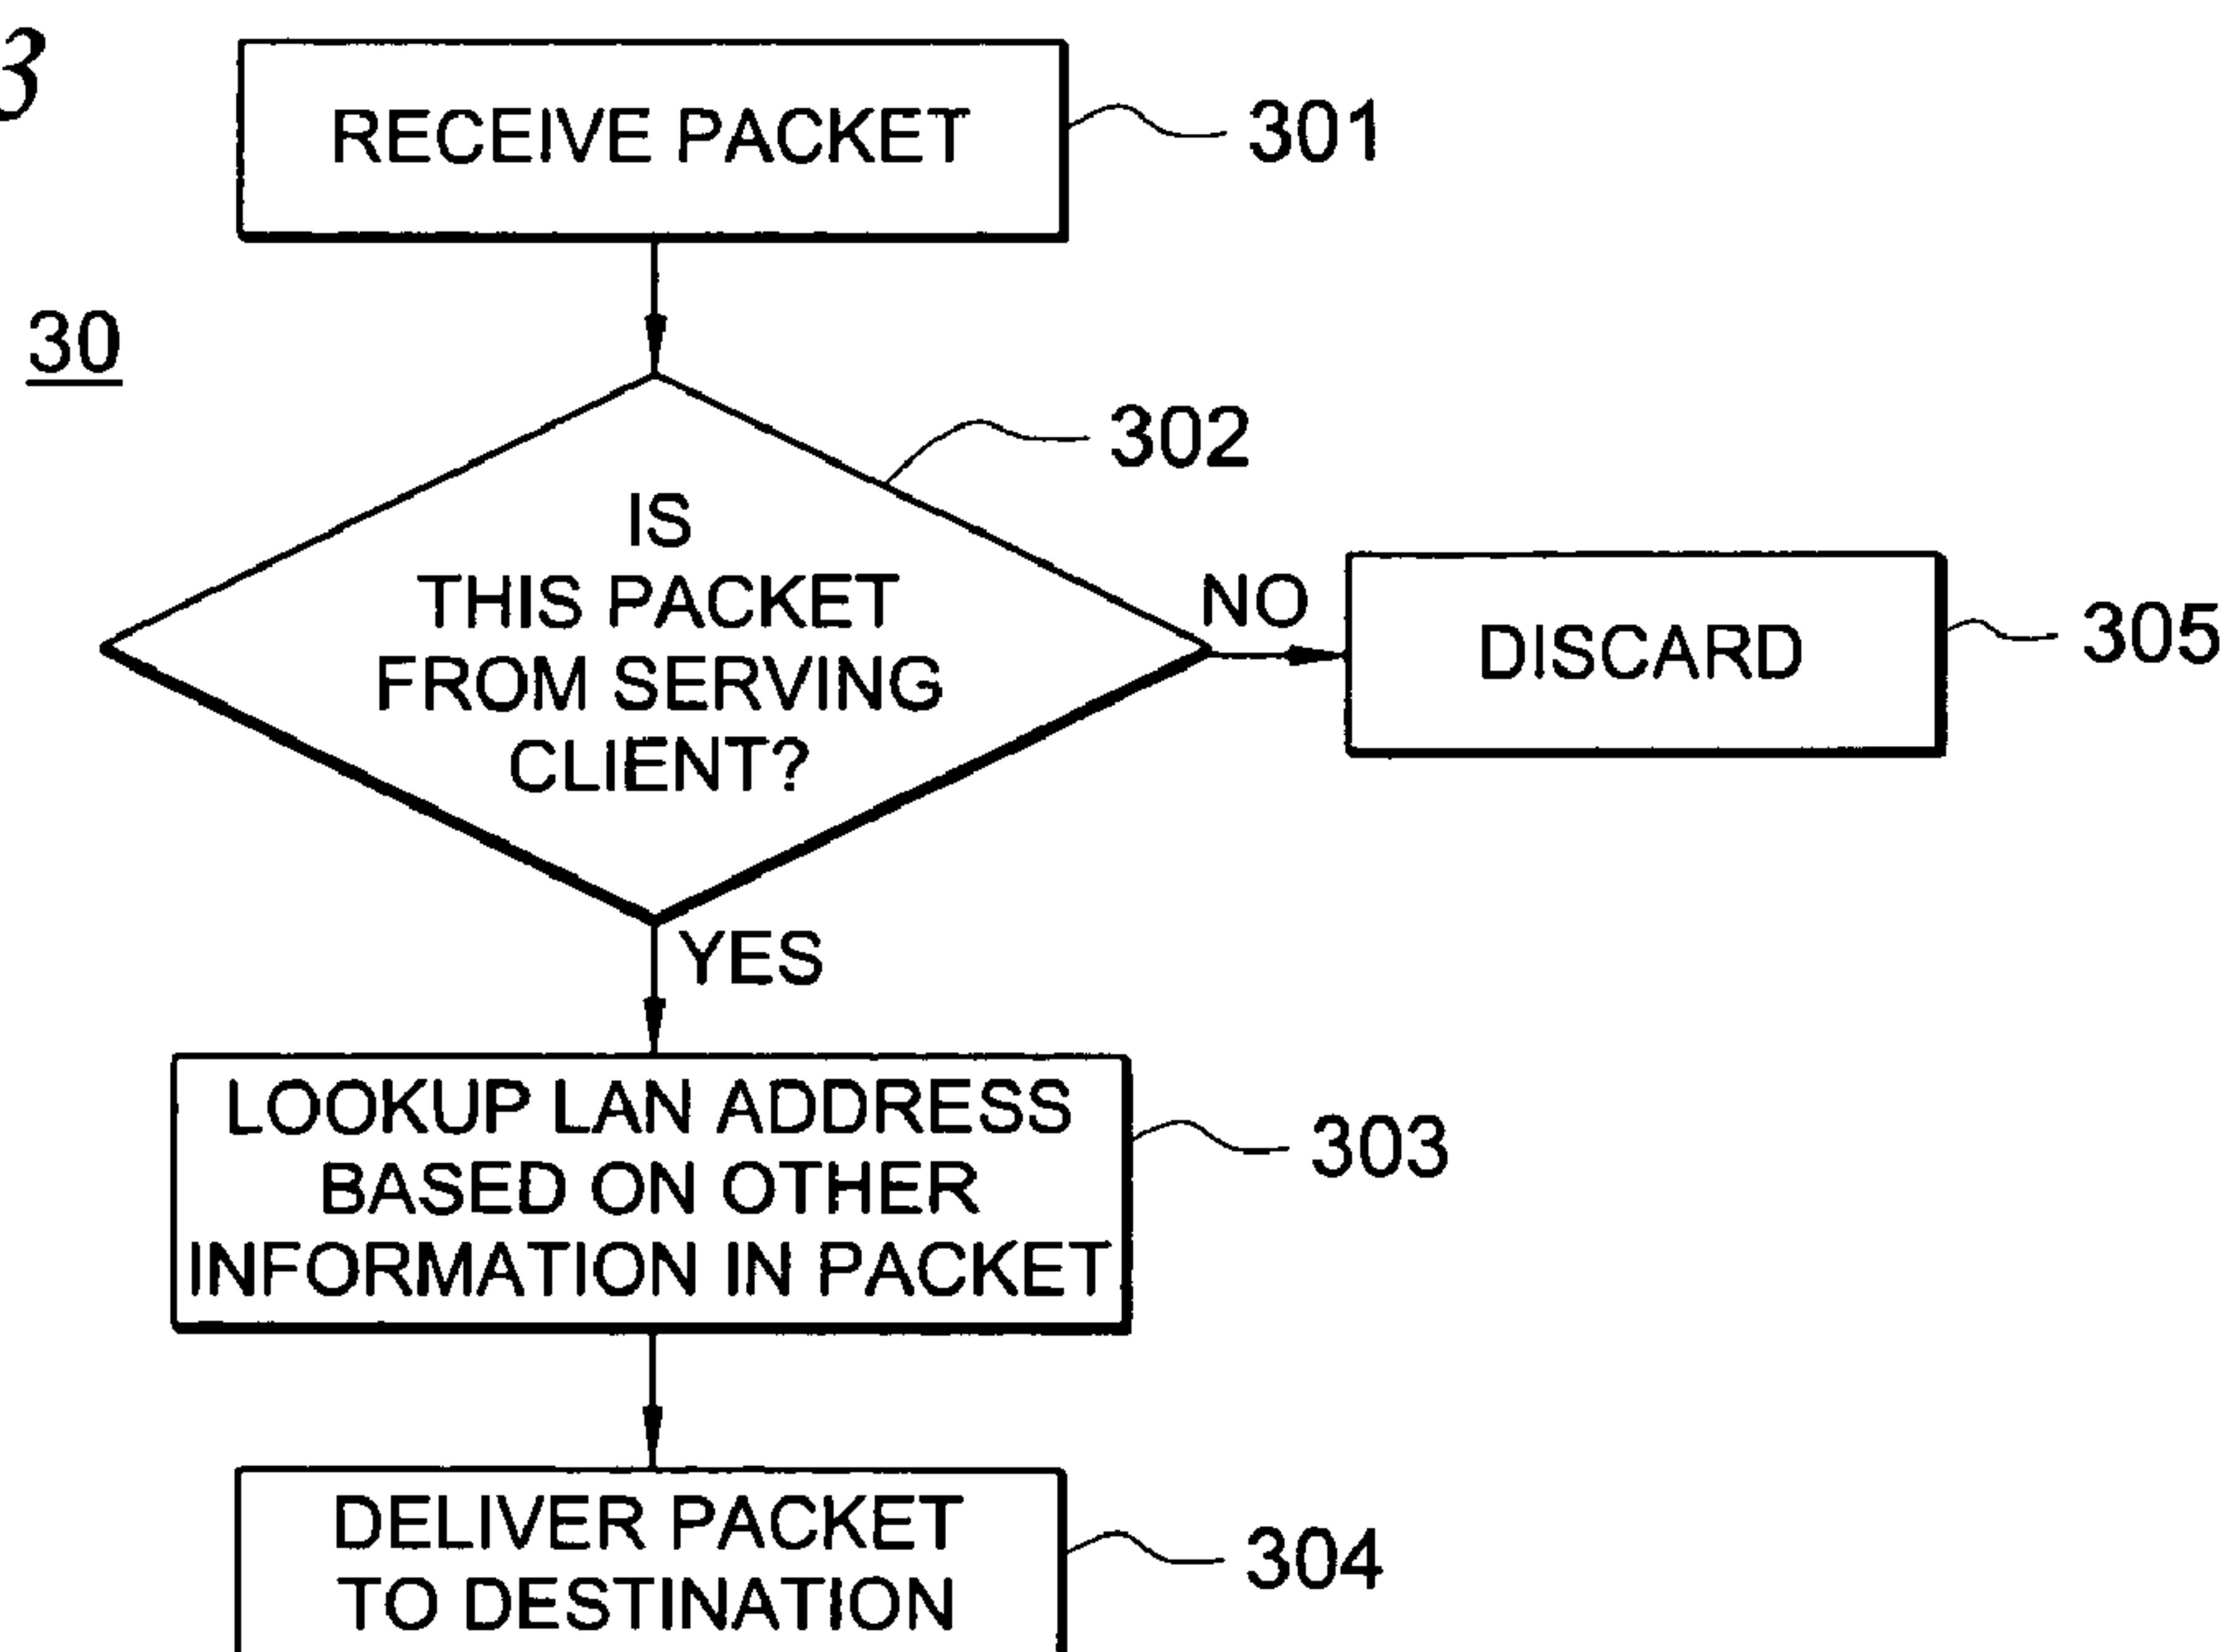 3
RECEIVE PACKET
301
30
302
IS
THIS PACKET
FROM SERVING
CLIENT?
NO
DISCARD
305
YES
LOOKUP LAN ADDRESS
BASED ON OTHER
INFORMATION IN PACKET
303
DELIVER PACKET
TO DESTINATION
304